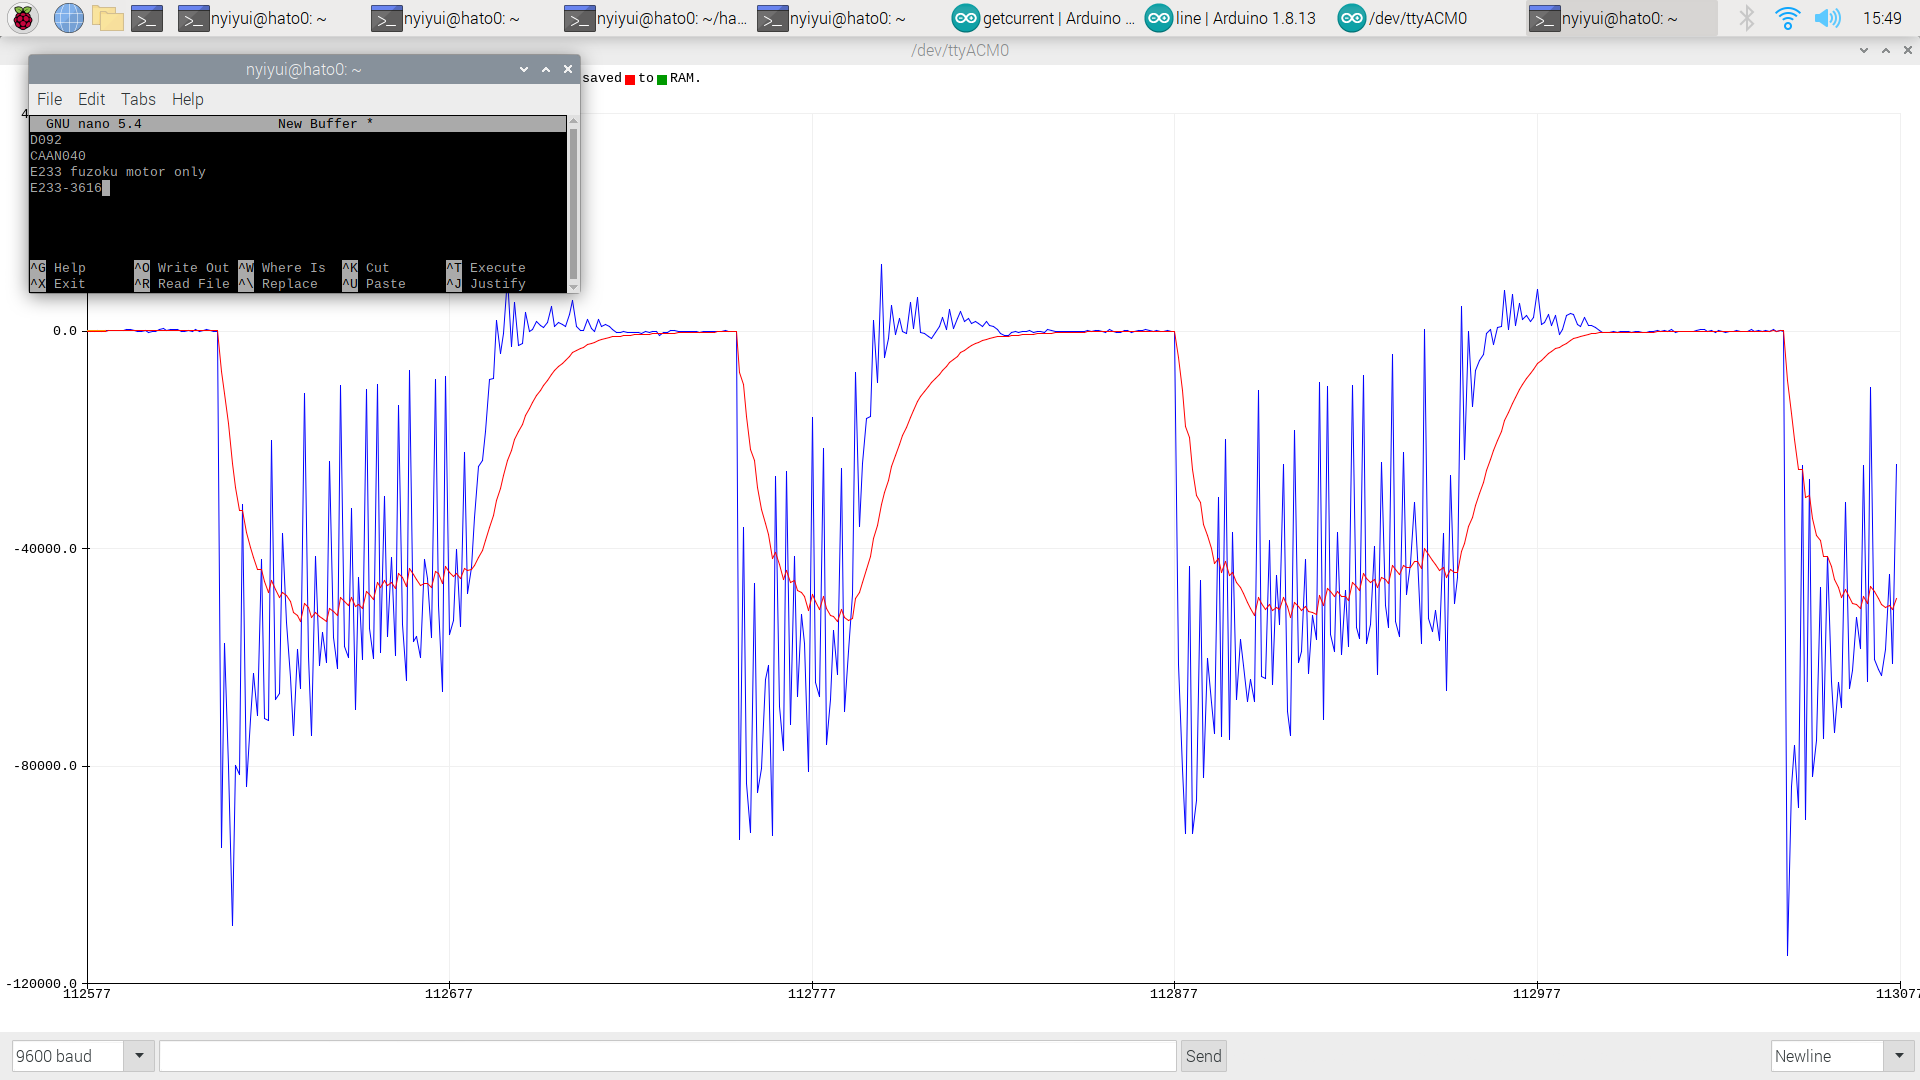 nyiyui@hato0: ~
nyiyui@hato0: ~
nyiyui@hato0: ~/ha...
nyiyui@hato0: ~
getcurrent | Arduino ...
line | Arduino 1.8.13
/dev/ttyACM0
nyiyui@hato0: ~
15:49
/dev/ttyACM0
nyiyui@hato0: ~
saved to RAM.
File Edit Tabs Help
GNU nano 5.4 New Buffer *
D092
CAAN040
E233 fuzoku motor only
E233-3616
^G Help ^O Write Out ^W Where Is ^K Cut ^T Execute
^X Exit ^R Read File ^\ Replace ^U Paste ^J Justify
4
0.0
-40000.0
-80000.0
-120000.0
112577 112677 112777 112877 112977 113077
9600 baud
Send
Newline